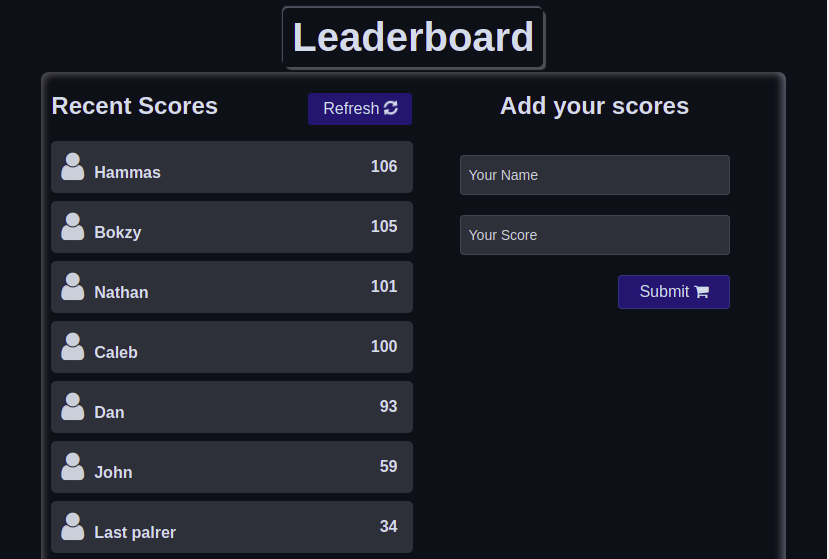 Leaderboard
Recent Scores
Refresh
Hammas 106
Bokzy 105
Nathan 101
Caleb 100
Dan 93
John 59
Last palrer 34
Add your scores
Your Name
Your Score
Submit